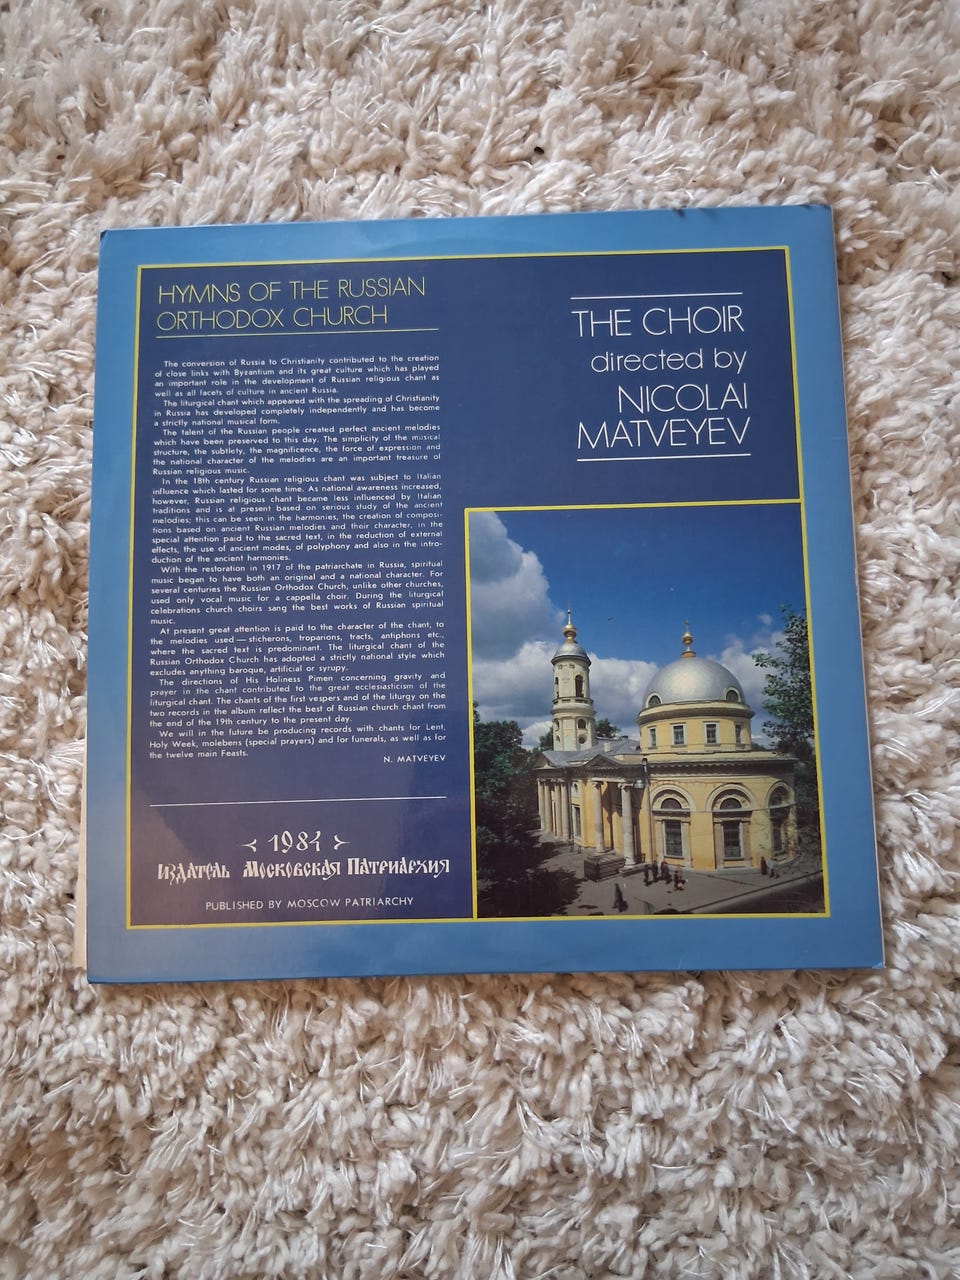 HYMNS OF THE RUSSIAN
ORTHODOX CHURCH
The conversion of Russia to Christianity contributed to the creation
of close links with Byzantium and its great culture which has played
an important role in the development of Russian religious chant as
well as all facets of culture in ancient Russia.
The liturgical chant which appeared with the spreading of Christianity
in Russia has developed completely independently and has become
a strictly national musical form.
The talent of the Russian people created perfect ancient melodies
which have been preserved to this day. The simplicity of the musical
structure, the subtlety, the magnificence, the force of expression and
the national character of the melodies are an important treasure of
Russian religious music.
In the 18th century Russian religious chant was subject to Italian
influence which lasted for some time. As national awareness increased,
however, Russian religious chant became less influenced by Italian
traditions and is at present based on serious study of the ancient
melodies; this can be seen in the harmonies, the creation of composi-
tions based on ancient Russian melodies and their character, in the
special attention paid to the sacred text, in the reduction of external
effects, the use of ancient modes, of polyphony and also in the intro-
duction of the ancient harmonies.
With the restoration in 1917 of the patriarchate in Russia, spiritual
music began to have both an original and a national character. For
several centuries the Russian Orthodox Church, unlike other churches,
used only vocal music for a cappella choir. During the liturgical
celebrations church choirs sang the best works of Russian spiritual
music.
At present great attention is paid to the character of the chant, to
the melodies used — sticherons, troparions, tracts, antiphons etc.,
where the sacred text is predominant. The liturgical chant of the
Russian Orthodox Church has adopted a strictly national style which
excludes anything baroque, artificial or syrupy.
The directions of His Holiness Pimen concerning gravity and
prayer in the chant contributed to the great ecclesiasticism of the
liturgical chant. The chants of the first vespers and of the liturgy on the
two records in the album reflect the best of Russian church chant from
the end of the 19th century to the present day.
We will in the future be producing records with chants for Lent,
Holy Week, molebens (special prayers) and for funerals, as well as for
the twelve main Feasts.
N. MATVEYEV
1984
Издатель Московская Патриархия
PUBLISHED BY MOSCOW PATRIARCHY
THE CHOIR
directed by
NICOLAI
MATVEYEV